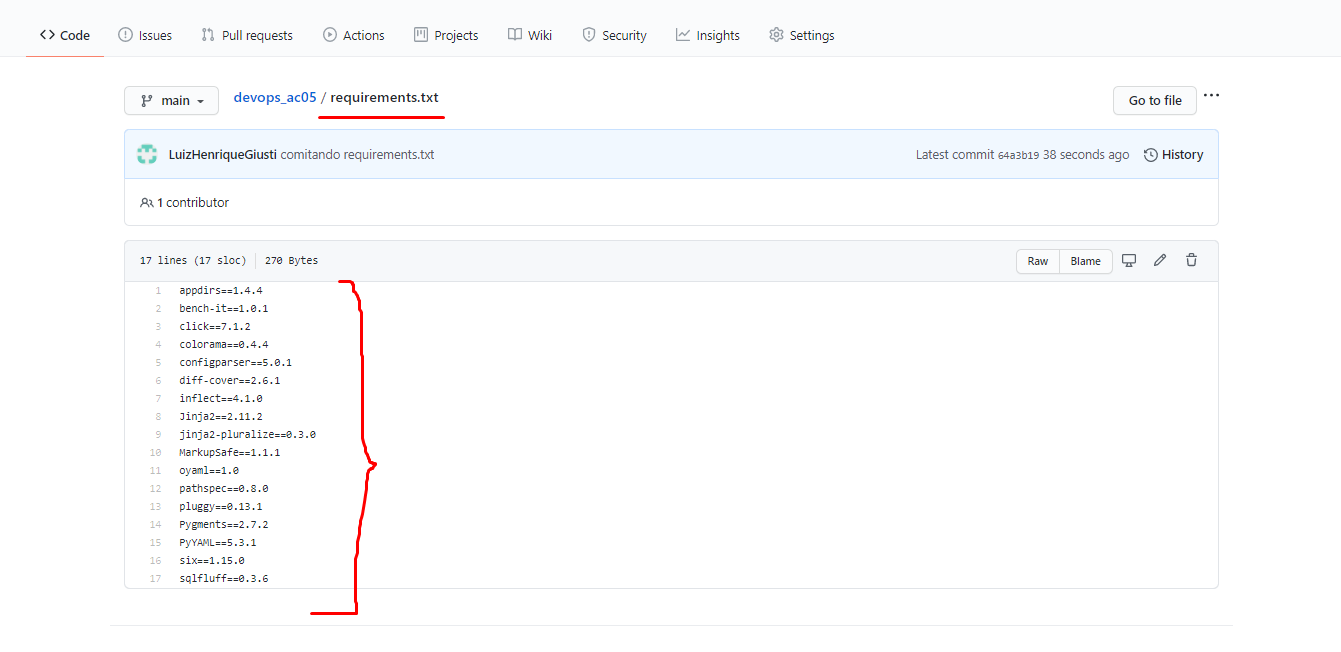 <> Code Issues Pull requests Actions Projects Wiki Security Insights Settings
main devops_ac05 / requirements.txt Go to file ...
LuizHenriqueGiusti comitando requirements.txt Latest commit 64a3b19 38 seconds ago History
1 contributor
17 lines (17 sloc) 270 Bytes Raw Blame
1 appdirs==1.4.4
2 bench-it==1.0.1
3 click==7.1.2
4 colorama==0.4.4
5 configparser==5.0.1
6 diff-cover==2.6.1
7 inflect==4.1.0
8 Jinja2==2.11.2
9 jinja2-pluralize==0.3.0
10 MarkupSafe==1.1.1
11 oyaml==1.0
12 pathspec==0.8.0
13 pluggy==0.13.1
14 Pygments==2.7.2
15 PyYAML==5.3.1
16 six==1.15.0
17 sqlfluff==0.3.6